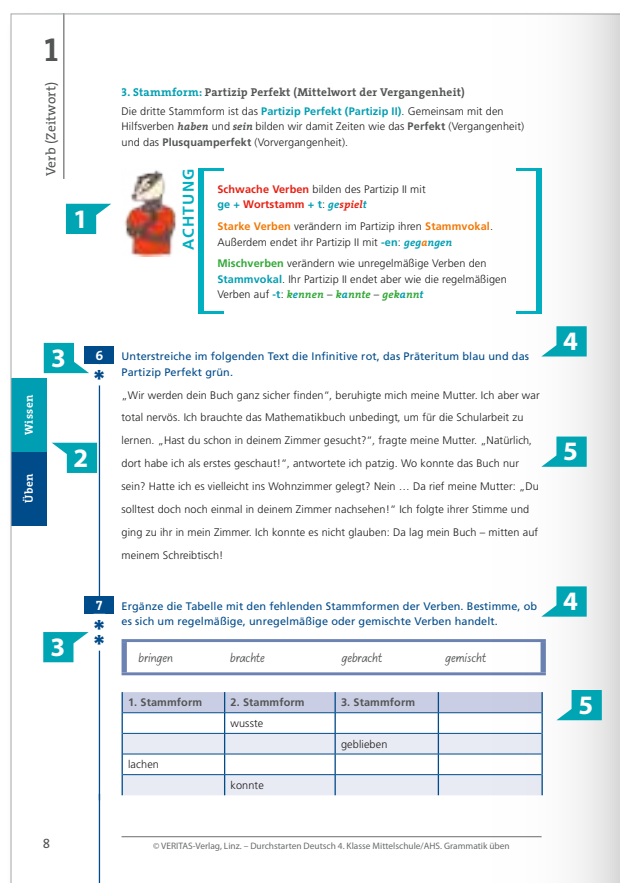 1
Verb (Zeitwort)
3. Stammform: Partizip Perfekt (Mittelwort der Vergangenheit)
Die dritte Stammform ist das Partizip Perfekt (Partizip II). Gemeinsam mit den
Hilfsverben haben und sein bilden wir damit Zeiten wie das Perfekt (Vergangenheit)
und das Plusquamperfekt (Vorvergangenheit).
1
ACHTUNG
Schwache Verben bilden des Partizip II mit
ge + Wortstamm + t: gespielt
Starke Verben verändern im Partizip ihren Stammvokal.
Außerdem endet ihr Partizip II mit -en: gegangen
Mischverben verändern wie unregelmäßige Verben den
Stammvokal. Ihr Partizip II endet aber wie die regelmäßigen
Verben auf -t: kennen – kannte – gekannt
3
6
*
4
Unterstreiche im folgenden Text die Infinitive rot, das Präteritum blau und das
Partizip Perfekt grün.
Wissen
Üben
2
5
„Wir werden dein Buch ganz sicher finden“, beruhigte mich meine Mutter. Ich aber war
total nervös. Ich brauchte das Mathematikbuch unbedingt, um für die Schularbeit zu
lernen. „Hast du schon in deinem Zimmer gesucht?“, fragte meine Mutter. „Natürlich,
dort habe ich als erstes geschaut!“, antwortete ich patzig. Wo konnte das Buch nur
sein? Hatte ich es vielleicht ins Wohnzimmer gelegt? Nein … Da rief meine Mutter: „Du
solltest doch noch einmal in deinem Zimmer nachsehen!“ Ich folgte ihrer Stimme und
ging zu ihr in mein Zimmer. Ich konnte es nicht glauben: Da lag mein Buch – mitten auf
meinem Schreibtisch!
7
*
*
3
4
Ergänze die Tabelle mit den fehlenden Stammformen der Verben. Bestimme, ob
es sich um regelmäßige, unregelmäßige oder gemischte Verben handelt.
bringen brachte gebracht gemischt
5
1. Stammform 2. Stammform 3. Stammform
wusste
geblieben
lachen
konnte
8
© VERITAS-Verlag, Linz. – Durchstarten Deutsch 4. Klasse Mittelschule/AHS. Grammatik üben